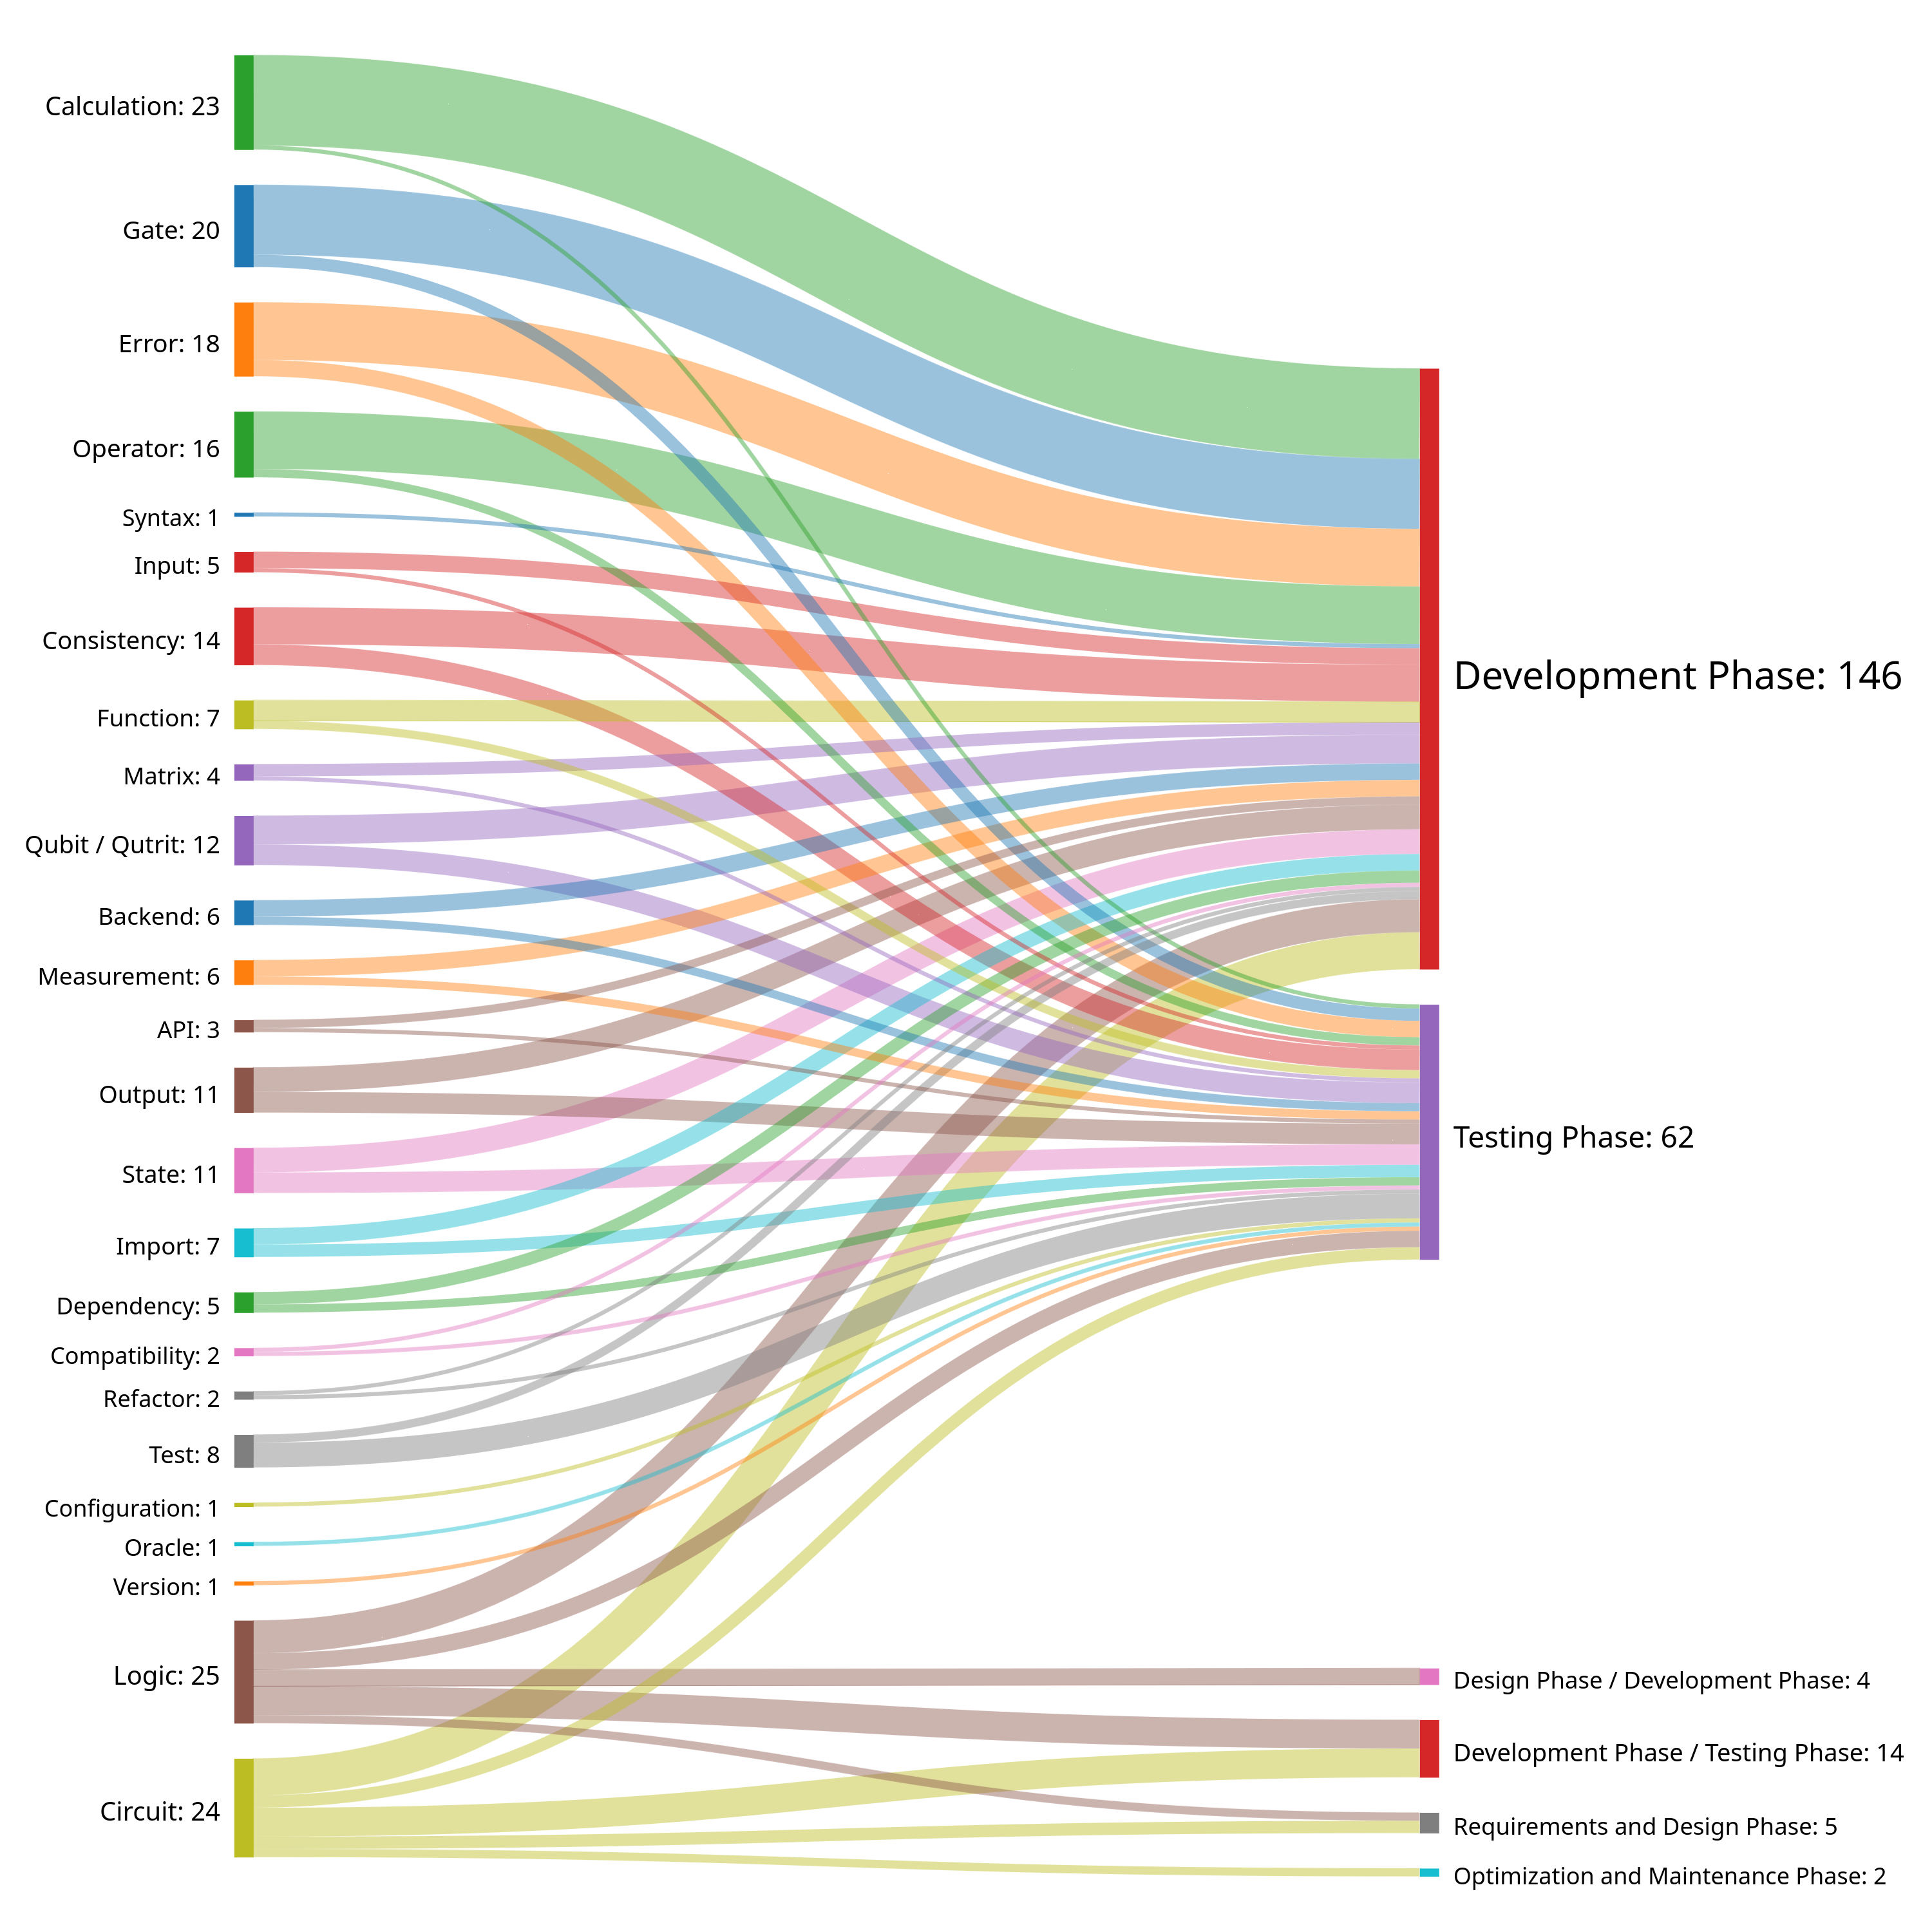 Calculation: 23
Gate: 20
Error: 18
Operator: 16
Syntax: 1
Input: 5
Consistency: 14
Function: 7
Matrix: 4
Qubit / Qutrit: 12
Backend: 6
Measurement: 6
API: 3
Output: 11
State: 11
Import: 7
Dependency: 5
Compatibility: 2
Refactor: 2
Test: 8
Configuration: 1
Oracle: 1
Version: 1
Logic: 25
Circuit: 24
Development Phase: 146
Testing Phase: 62
Design Phase / Development Phase: 4
Development Phase / Testing Phase: 14
Requirements and Design Phase: 5
Optimization and Maintenance Phase: 2